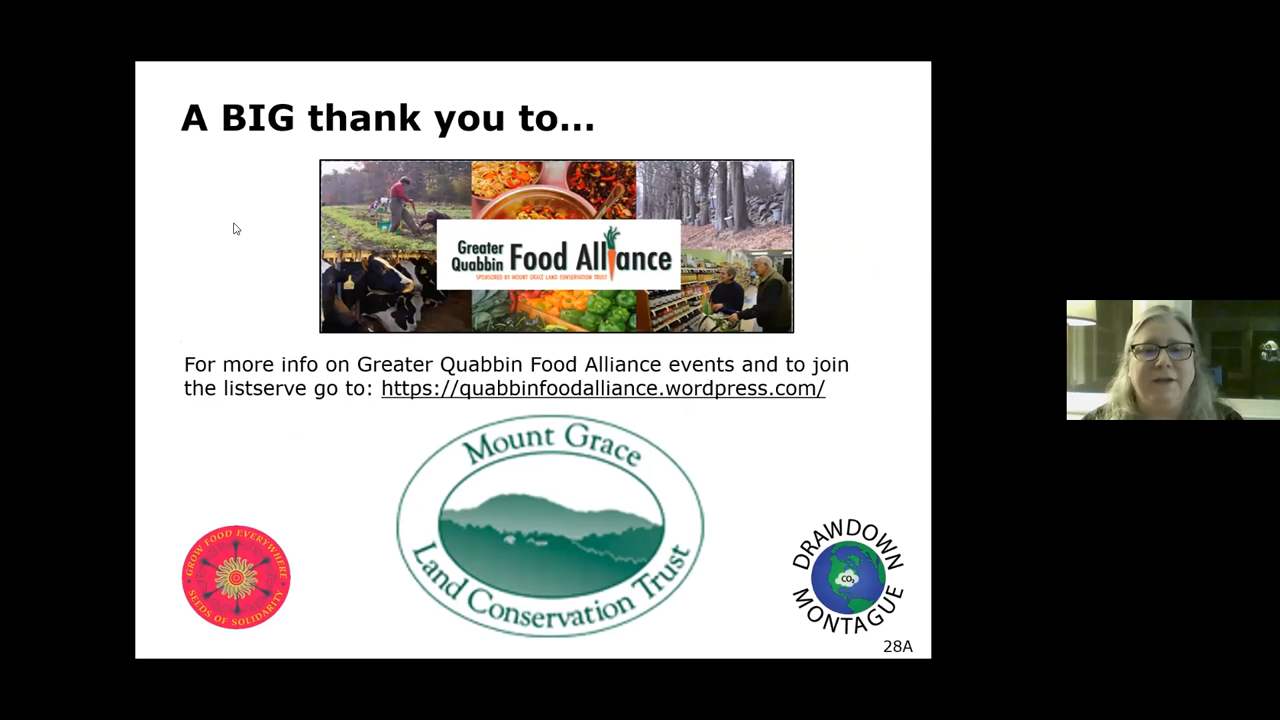 A BIG thank you to...
Greater
Quabbin
Food Alliance
SPONSORED BY MOUNT GRACE LAND CONSERVATION TRUST
For more info on Greater Quabbin Food Alliance events and to join
the listserve go to: https://quabbinfoodalliance.wordpress.com/
Mount Grace
Land Conservation Trust
GROW FOOD EVERYWHERE
SEEDS OF SOLIDARITY
DRAWDOWN
CO₂
MONTAGUE
28A